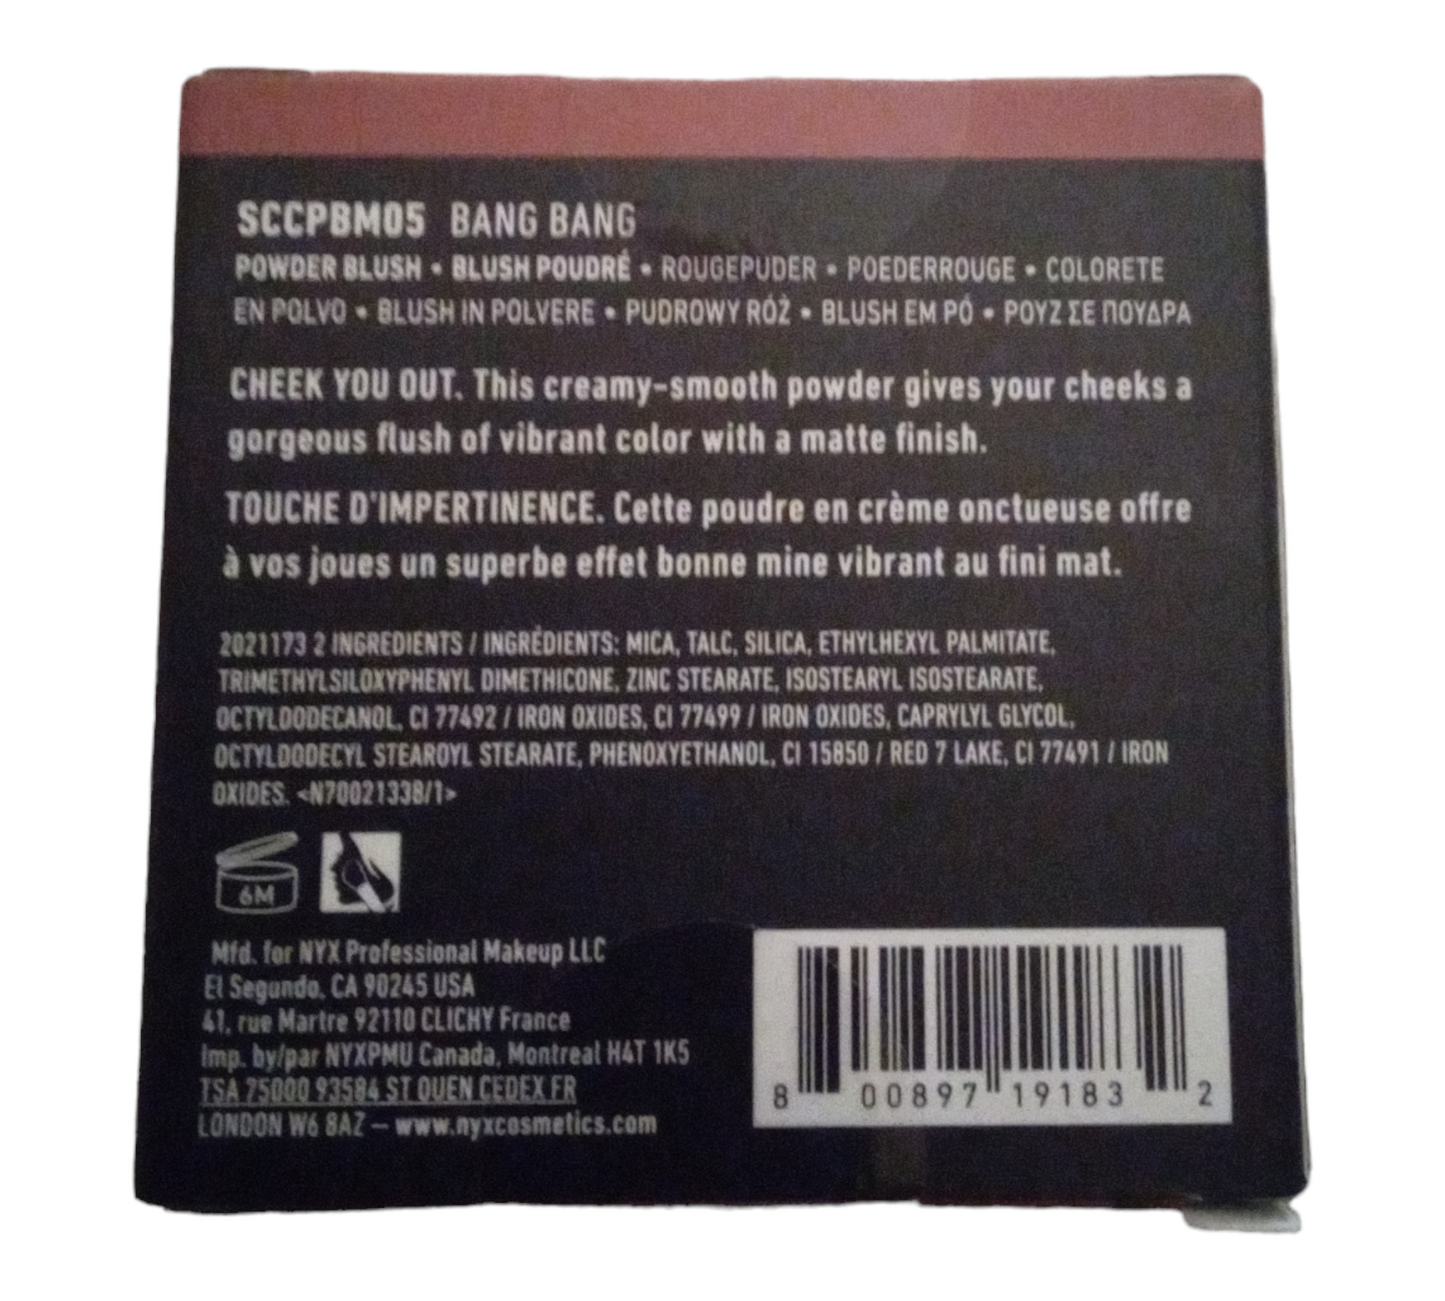 SCCPBM05 BANG BANG
POWDER BLUSH • BLUSH POUDRÉ • ROUGEPUDER • POEDERROUGE • COLORETE
EN POLVO • BLUSH IN POLVERE • PUDROWY RÓŻ • BLUSH EM PÓ • ΡΟΥΖ ΣΕ ΠΟΥΔΡΑ
CHEEK YOU OUT. This creamy-smooth powder gives your cheeks a
gorgeous flush of vibrant color with a matte finish.
TOUCHE D'IMPERTINENCE. Cette poudre en crème onctueuse offre
à vos joues un superbe effet bonne mine vibrant au fini mat.
2021173 2 INGREDIENTS / INGRÉDIENTS: MICA, TALC, SILICA, ETHYLHEXYL PALMITATE,
TRIMETHYLSILOXYPHENYL DIMETHICONE, ZINC STEARATE, ISOSTEARYL ISOSTEARATE,
OCTYLDODECANOL, CI 77492 / IRON OXIDES, CI 77499 / IRON OXIDES, CAPRYLYL GLYCOL,
OCTYLDODECYL STEAROYL STEARATE, PHENOXYETHANOL, CI 15850 / RED 7 LAKE, CI 77491 / IRON
OXIDES. <N70021338/1>
6M
Mfd. for NYX Professional Makeup LLC
El Segundo, CA 90245 USA
41, rue Martre 92110 CLICHY France
Imp. by/par NYXPMU Canada, Montreal H4T 1K5
TSA 75000 93584 ST OUEN CEDEX FR
LONDON W6 8AZ – www.nyxcosmetics.com
8 00897 19183 2